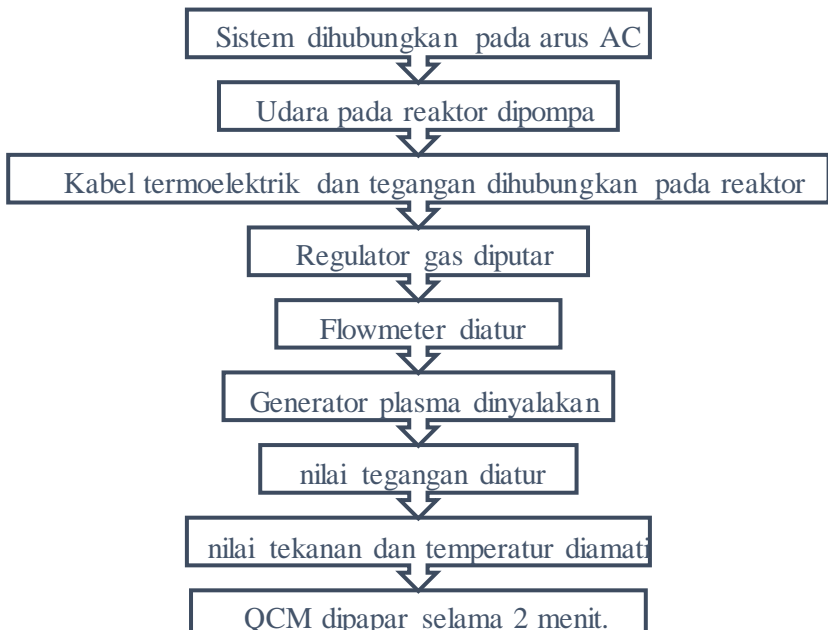 Sistem dihubungkan pada arus AC
Udara pada reaktor dipompa
Kabel termoelektrik dan tegangan dihubungkan pada reaktor
Regulator gas diputar
Flowmeter diatur
Generator plasma dinyalakan
nilai tegangan diatur
nilai tekanan dan temperatur diamati
QCM dipapar selama 2 menit.